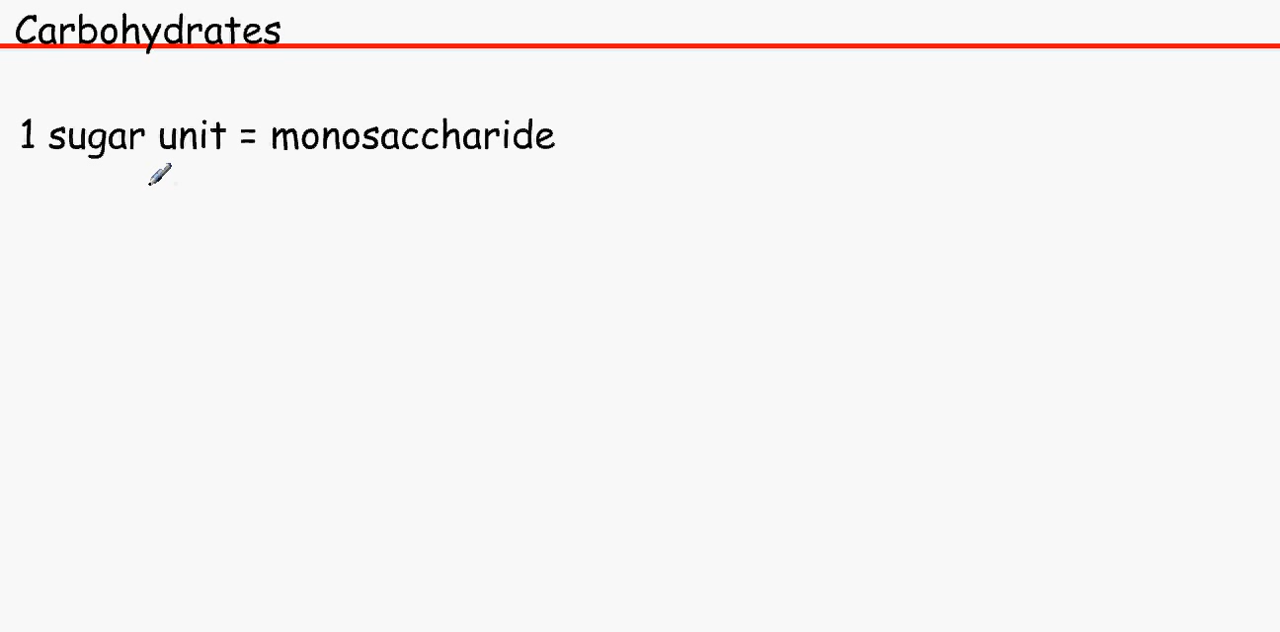 Carbohydrates
1 sugar unit = monosaccharide